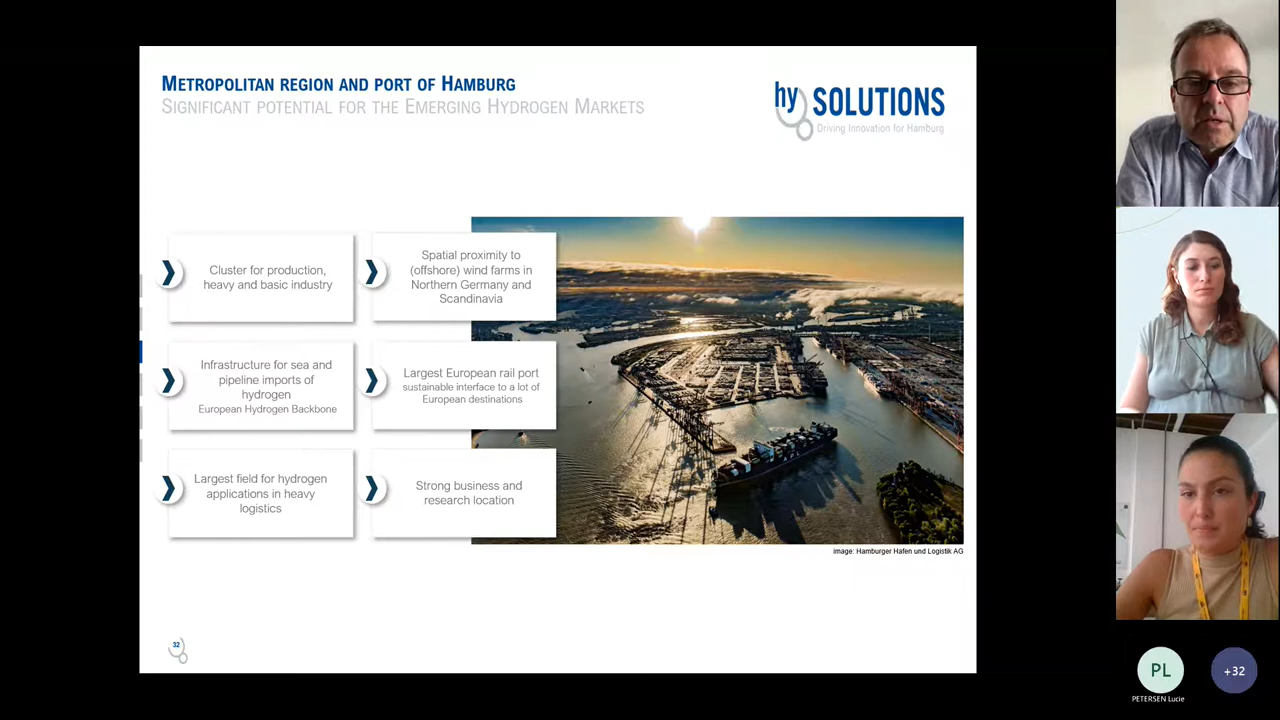 METROPOLITAN REGION AND PORT OF HAMBURG
SIGNIFICANT POTENTIAL FOR THE EMERGING HYDROGEN MARKETS
hy SOLUTIONS
Driving Innovation for Hamburg
Cluster for production,
heavy and basic industry
Spatial proximity to
(offshore) wind farms in
Northern Germany and
Scandinavia
Infrastructure for sea and
pipeline imports of
hydrogen
European Hydrogen Backbone
Largest European rail port
sustainable interface to a lot of
European destinations
Largest field for hydrogen
applications in heavy
logistics
Strong business and
research location
image: Hamburger Hafen und Logistik AG
32
PL
+32
PETERSEN Lucie